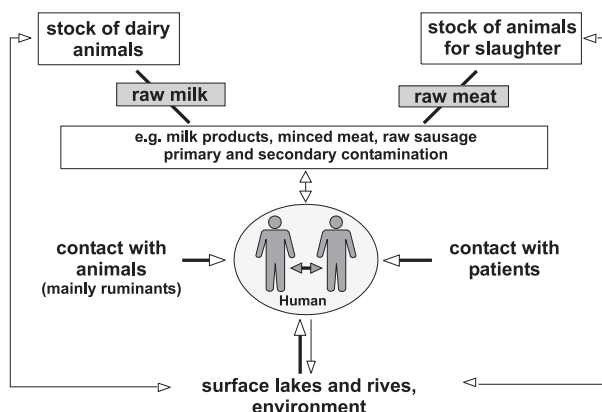 stock of dairy
animals
stock of animals
for slaughter
raw milk
raw meat
e.g. milk products, minced meat, raw sausage
primary and secondary contamination
contact with
animals
(mainly ruminants)
Human
contact with
patients
surface lakes and rives,
environment